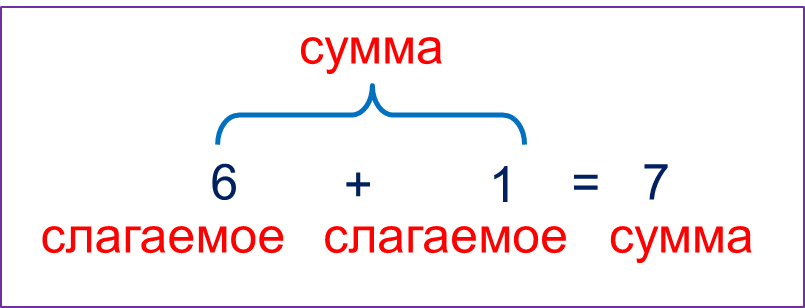 сумма
6 + 1 = 7
слагаемое слагаемое сумма